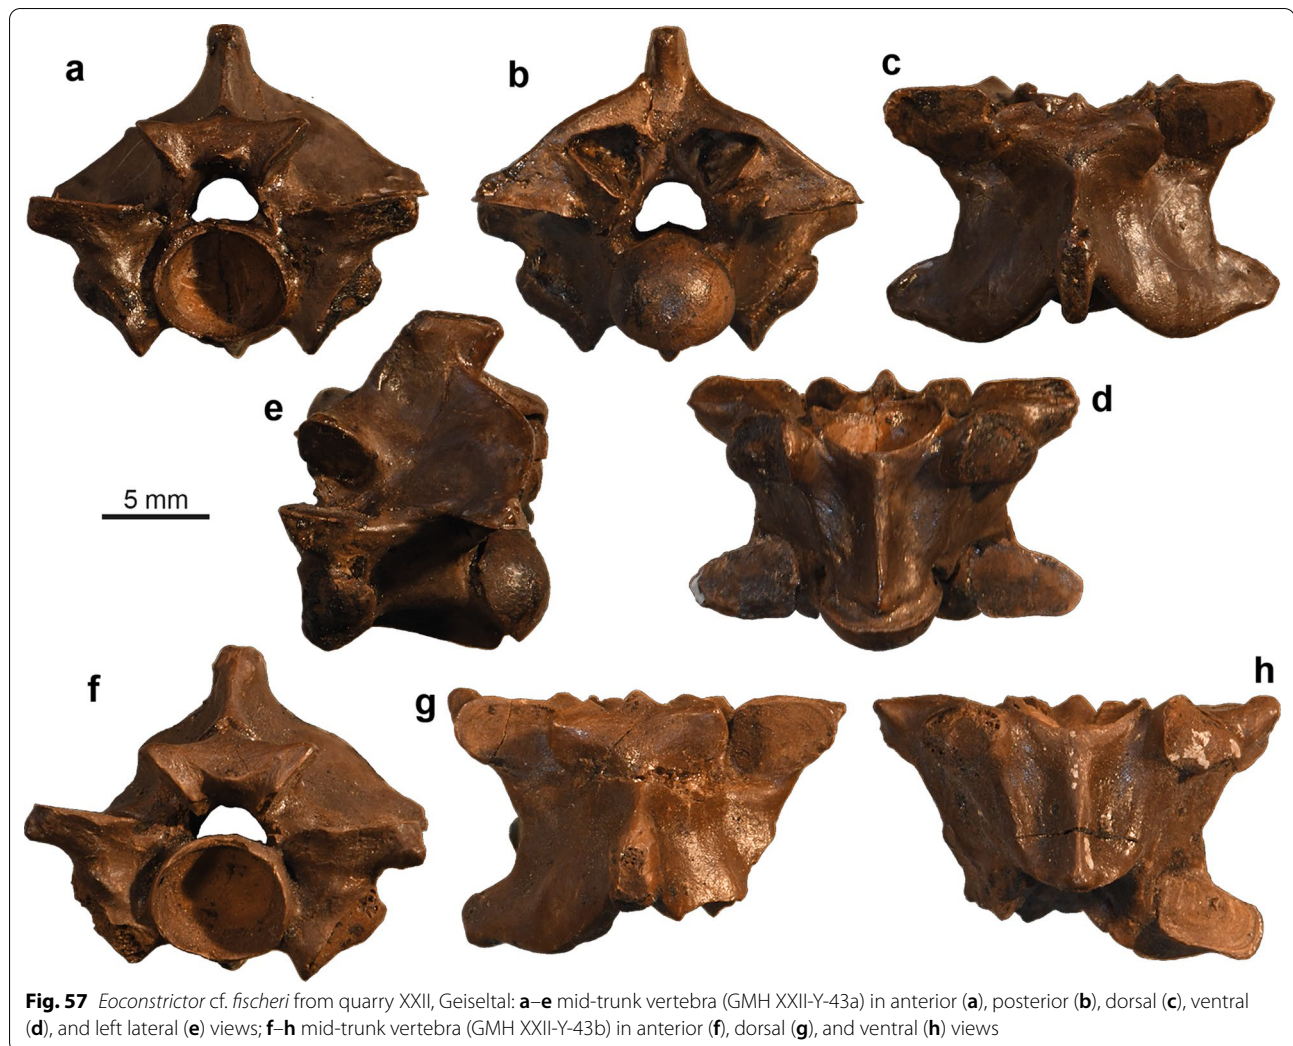 a
b
c
e
d
5 mm
f
g
h
Fig. 57 Eoconstrictor cf. fischeri from quarry XXII, Geiseltal: a–e mid-trunk vertebra (GMH XXII-Y-43a) in anterior (a), posterior (b), dorsal (c), ventral
(d), and left lateral (e) views; f–h mid-trunk vertebra (GMH XXII-Y-43b) in anterior (f), dorsal (g), and ventral (h) views